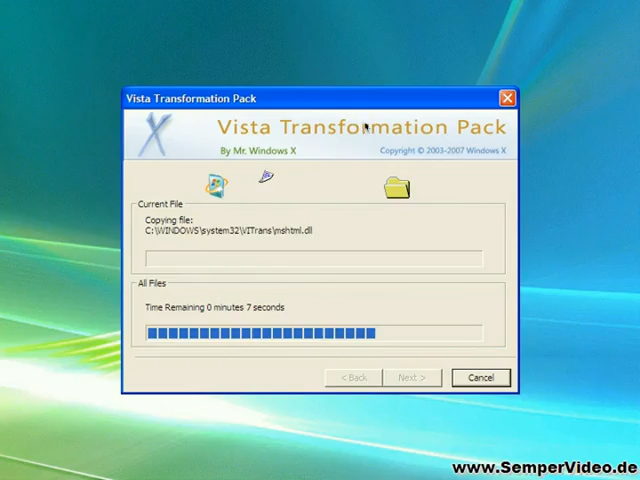 Vista Transformation Pack
X
Vista Transformation Pack
By Mr. Windows X
Copyright © 2003-2007 Windows X
Current File
Copying file:
C:\WINDOWS\system32\VITrans\mshtml.dll
All Files
Time Remaining 0 minutes 7 seconds
< Back
Next >
Cancel
www.SemperVideo.de